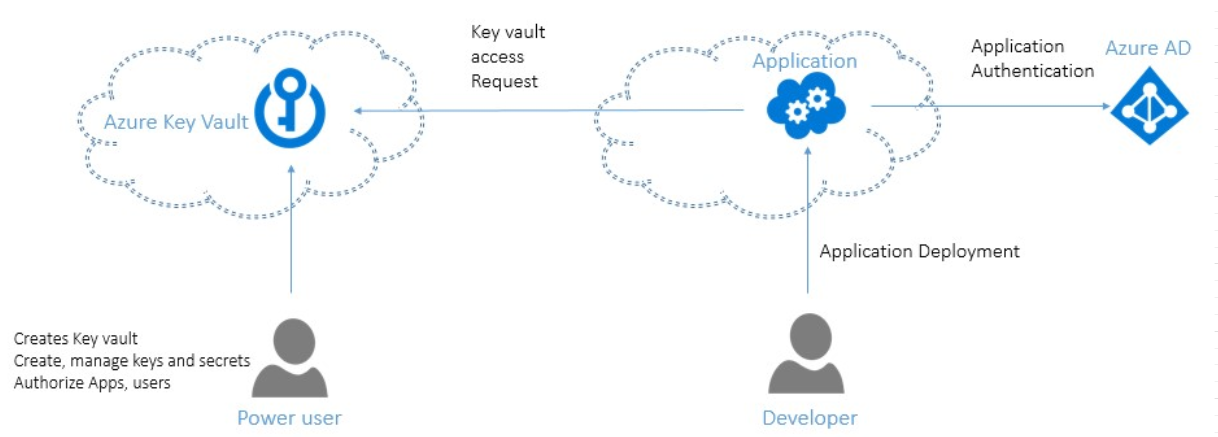 Key vault
access
Request
Application
Application
Authentication
Azure AD
Azure Key Vault
Application Deployment
Creates Key vault
Create, manage keys and secrets
Authorize Apps, users
Power user
Developer